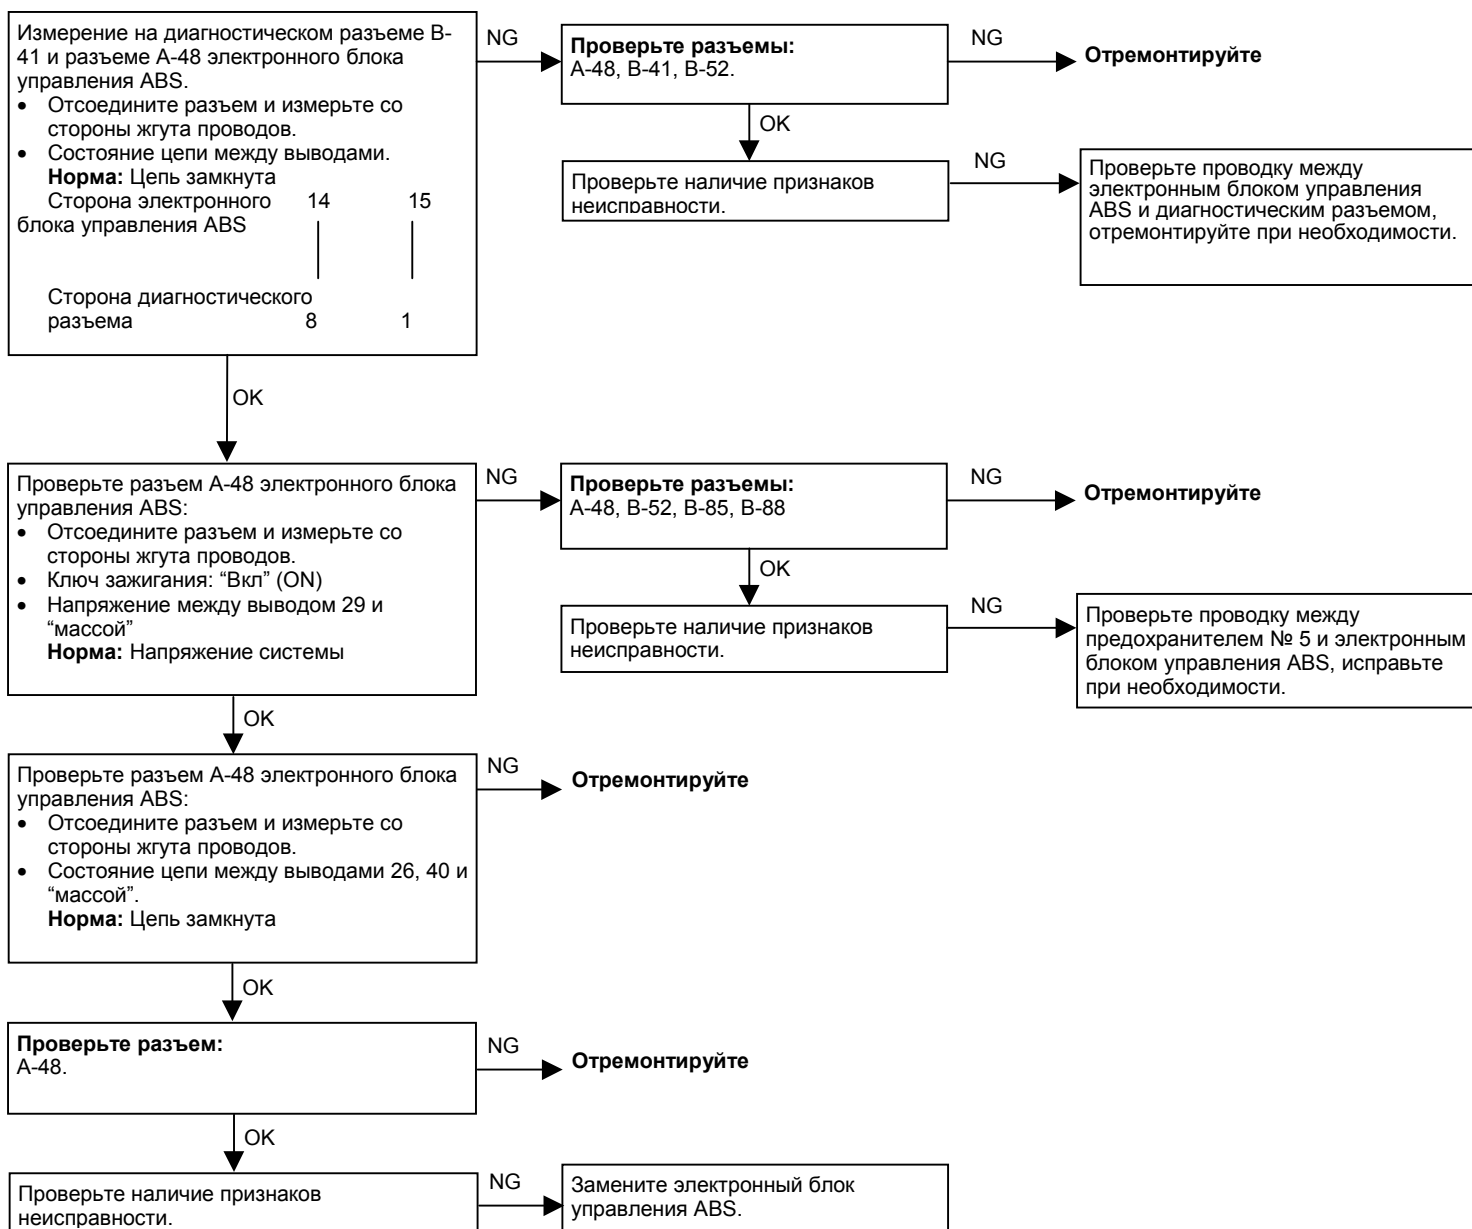 Измерение на диагностическом разъеме B-
41 и разъеме A-48 электронного блока
управления ABS.
• Отсоедините разъем и измерьте со
стороны жгута проводов.
• Состояние цепи между выводами.
Норма: Цепь замкнута
Сторона электронного 14 15
блока управления ABS
Сторона диагностического
разъема 8 1
NG
Проверьте разъемы:
A-48, B-41, B-52.
NG
Отремонтируйте
OK
Проверьте наличие признаков
неисправности.
NG
Проверьте проводку между
электронным блоком управления
ABS и диагностическим разъемом,
отремонтируйте при необходимости.
OK
Проверьте разъем A-48 электронного блока
управления ABS:
• Отсоедините разъем и измерьте со
стороны жгута проводов.
• Ключ зажигания: “Вкл” (ON)
• Напряжение между выводом 29 и
“массой”
Норма: Напряжение системы
NG
Проверьте разъемы:
A-48, B-52, B-85, B-88
NG
Отремонтируйте
OK
Проверьте наличие признаков
неисправности.
NG
Проверьте проводку между
предохранителем № 5 и электронным
блоком управления ABS, исправьте
при необходимости.
OK
Проверьте разъем A-48 электронного блока
управления ABS:
• Отсоедините разъем и измерьте со
стороны жгута проводов.
• Состояние цепи между выводами 26, 40 и
“массой”.
Норма: Цепь замкнута
NG
Отремонтируйте
OK
Проверьте разъем:
A-48.
NG
Отремонтируйте
OK
Проверьте наличие признаков
неисправности.
NG
Замените электронный блок
управления ABS.